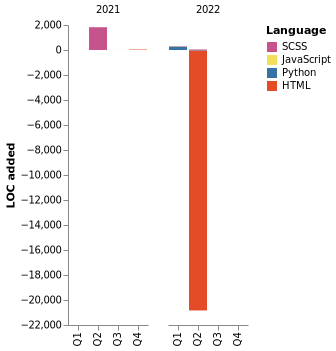 2021
2022
Language
SCSS
JavaScript
Python
HTML
LOC added
2,000
0
−2,000
−4,000
−6,000
−8,000
−10,000
−12,000
−14,000
−16,000
−18,000
−20,000
−22,000
Q1
Q2
Q3
Q4
Q1
Q2
Q3
Q4